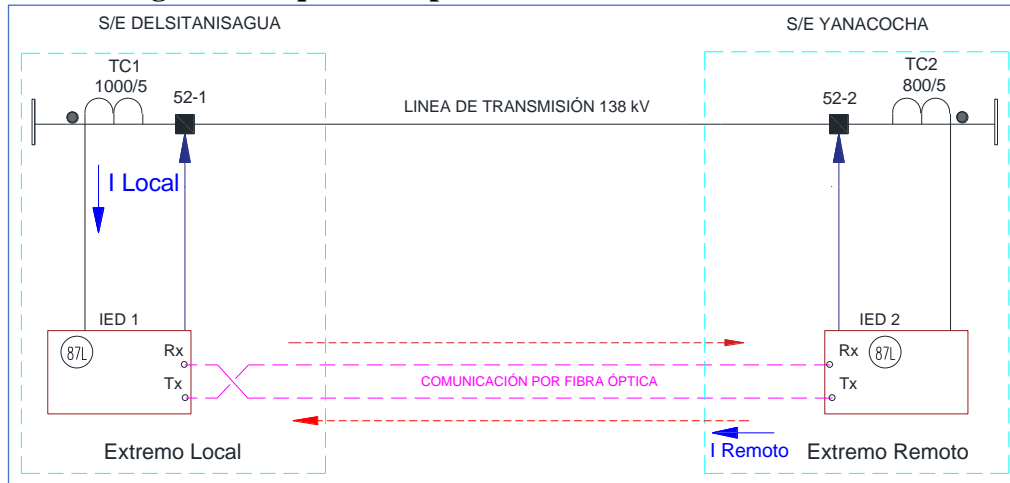 S/E DELSITANISAGUA
S/E YANACOCHA
TC1
1000/5
TC2
800/5
52-1
LINEA DE TRANSMISIÓN 138 kV
52-2
I Local
IED 1
IED 2
87L
Rx
Rx
87L
Tx
COMUNICACIÓN POR FIBRA ÓPTICA
Tx
I Remoto
Extremo Local
Extremo Remoto